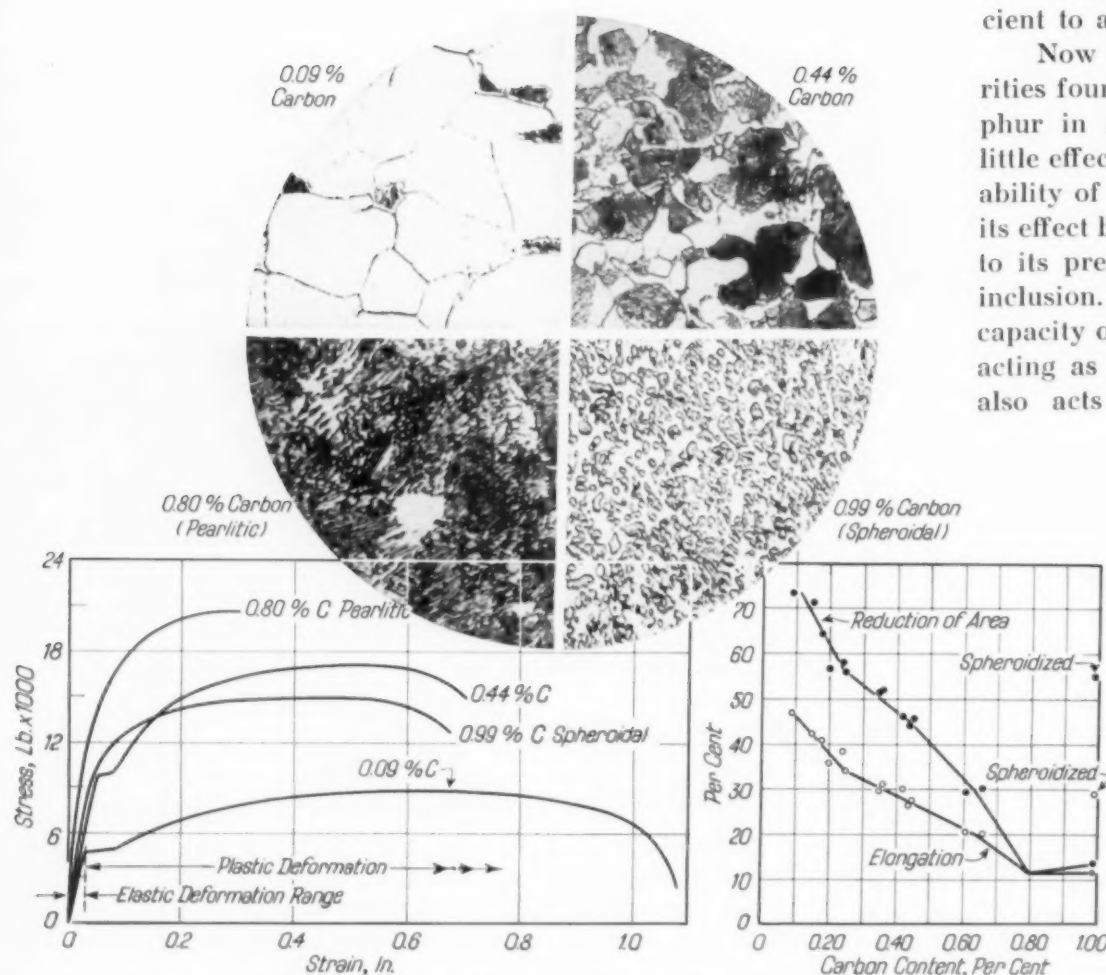 cient to a
Now
rities four
phur in
little effec
ability of
its effect b
to its pre
inclusion.
capacity o
acting as
also acts
0.09 %
Carbon
0.44 %
Carbon
0.80 % Carbon
(Pearlitic)
0.99 % Carbon
(Spheroidal)
24
18
12
6
0
Stress, Lb. x 1000
0.80 % C Pearlitic
0.44 % C
0.99 % C Spheroidal
0.09 % C
Plastic Deformation
Elastic Deformation Range
0 0.2 0.4 0.6 0.8 1.0
Strain, In.
70
60
50
40
30
20
10
0
Per Cent
Reduction of Area
Spheroidized
Spheroidized
Elongation
0 0.20 0.40 0.60 0.80 1.00
Carbon Content, Per Cent